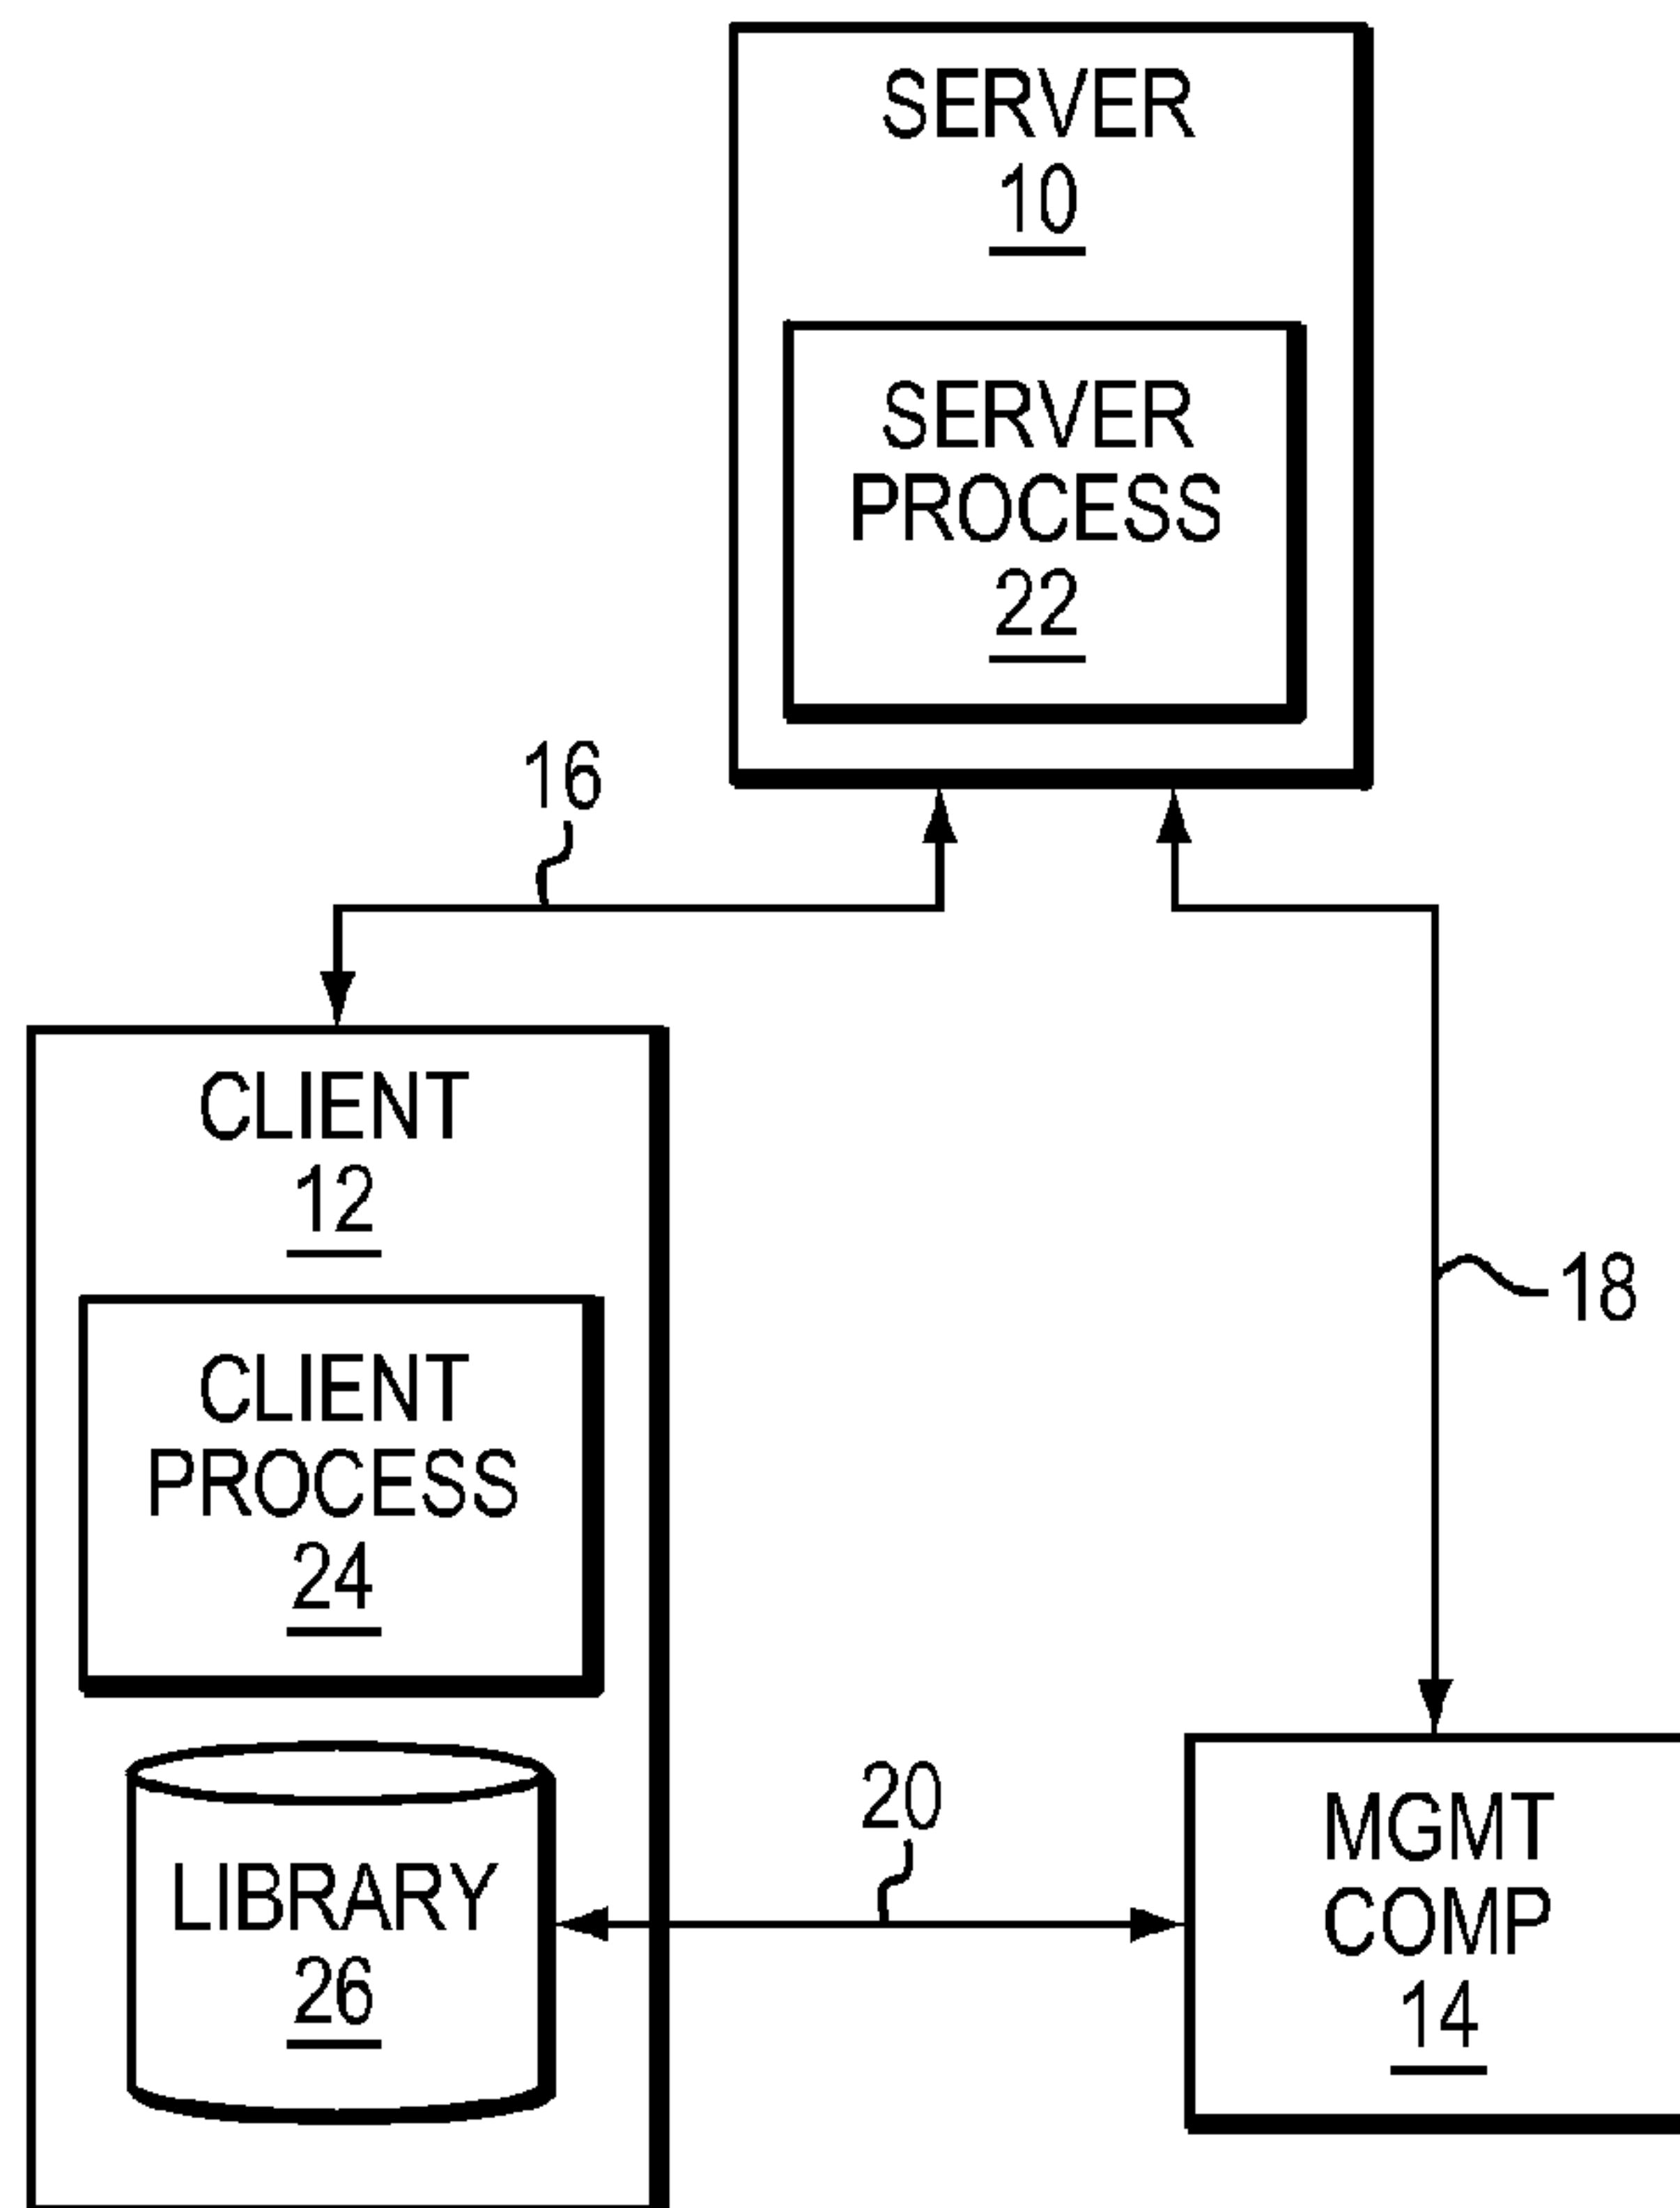 SERVER
10
SERVER
PROCESS
22
16
CLIENT
12
18
CLIENT
PROCESS
24
LIBRARY
26
20
MGMT
COMP
14